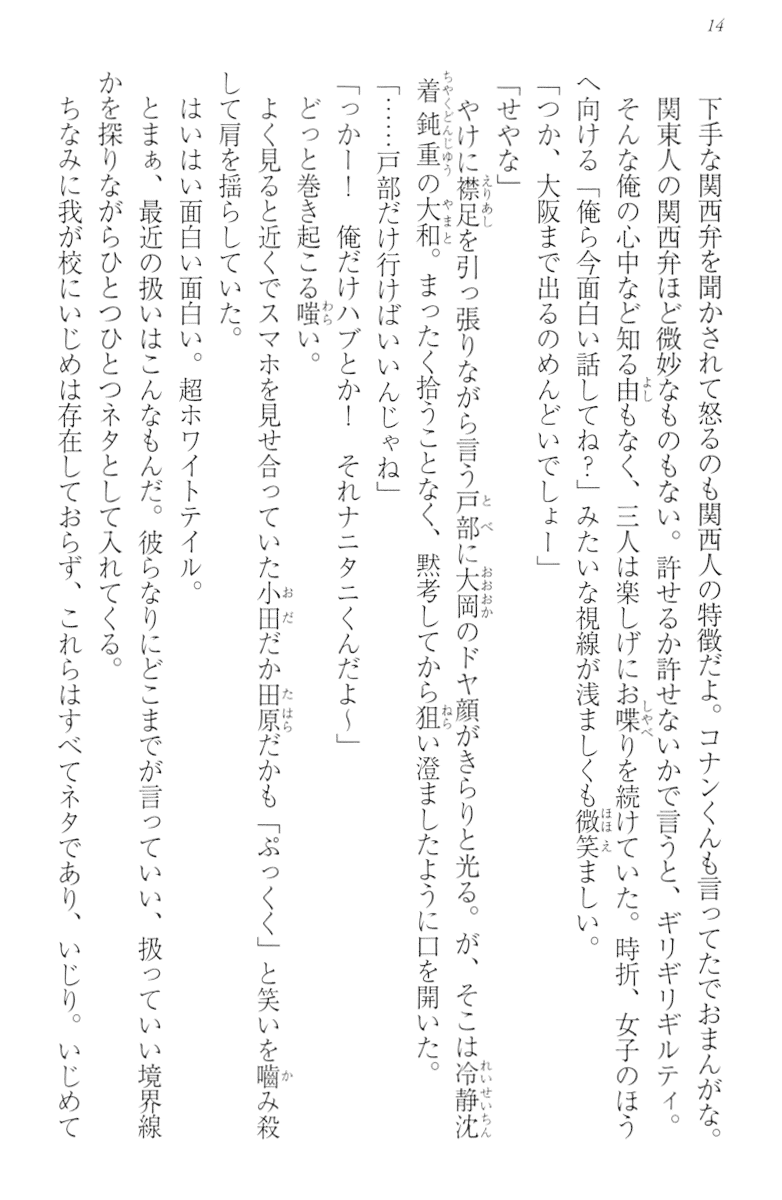 14
下手な関西弁を聞かされて怒るのも関西人の特徴だよ。コナンくんも言ってたでおまんがな。
関東人の関西弁ほど微妙なものもない。許せるか許せないかで言うと、ギリギリギルティ。
そんな俺の心中など知る由もなく、三人は楽しげにお喋りを続けていた。時折、女子のほう
へ向ける「俺ら今面白い話してね？」みたいな視線が浅ましくも微笑ましい。
「つか、大阪まで出るのめんどいでしょー」
「せやな」
やけに襟足を引っ張りながら言う戸部に大岡のドヤ顔がきらりと光る。が、そこは冷静沈
着鈍重の大和。まったく拾うことなく、黙考してから狙い澄ましたように口を開いた。
「……戸部だけ行けばいいんじゃね」
「っかー！　俺だけハブとか！　それナニタニくんだよ～」
どっと巻き起こる嗤い。
よく見ると近くでスマホを見せ合っていた小田だか田原だかも「ぷっくく」と笑いを嚙み殺
して肩を揺らしていた。
はいはい面白い面白い。超ホワイトテイル。
とまぁ、最近の扱いはこんなもんだ。彼らなりにどこまでが言っていい、扱っていい境界線
かを探りながらひとつひとつネタとして入れてくる。
ちなみに我が校にいじめは存在しておらず、これらはすべてネタであり、いじり。いじめて